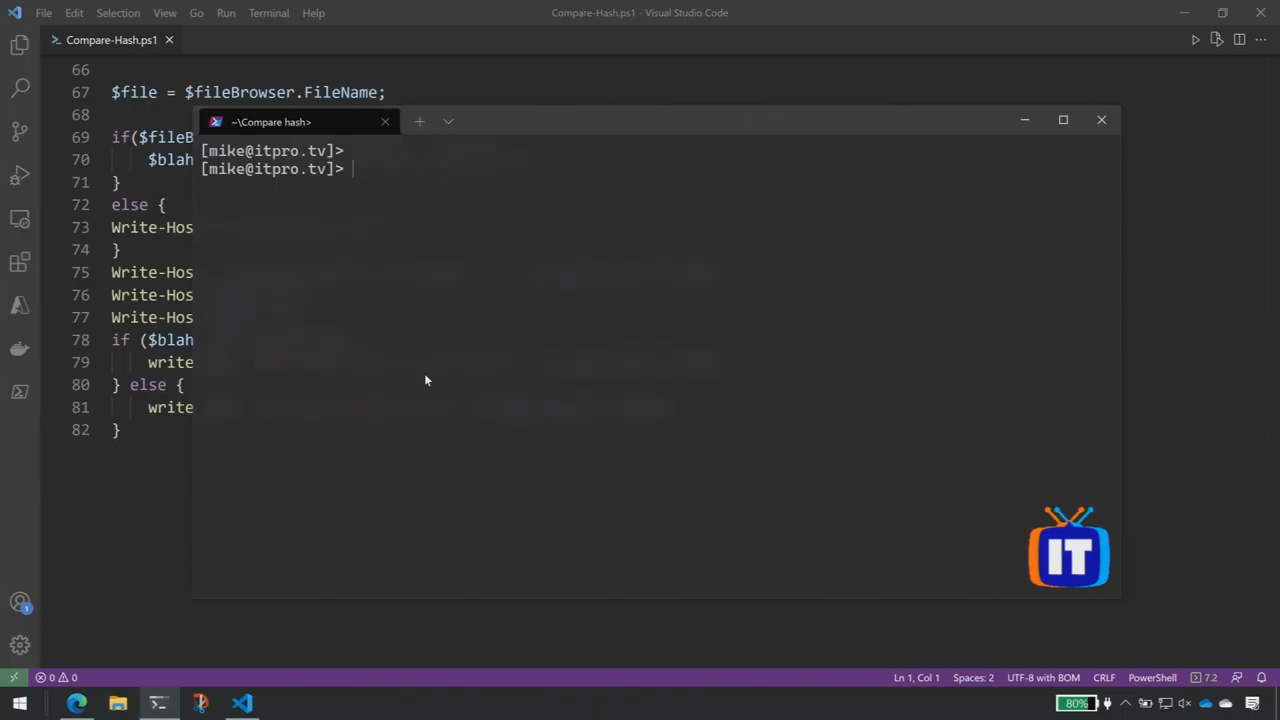 File Edit Selection View Go Run Terminal Help Compare-Hash.ps1 - Visual Studio Code
Compare-Hash.ps1
66
67 $file = $fileBrowser.FileName;
68
~\Compare hash>
69 if($fileB
[mike@itpro.tv]>
70 $blah
[mike@itpro.tv]>
71 }
72 else {
73 Write-Hos
74 }
75 Write-Hos
76 Write-Hos
77 Write-Hos
78 if ($blah
79 write
80 } else {
81 write
82 }
IT
1
0 0 Ln 1, Col 1 Spaces: 2 UTF-8 with BOM CRLF PowerShell 7.2
80%